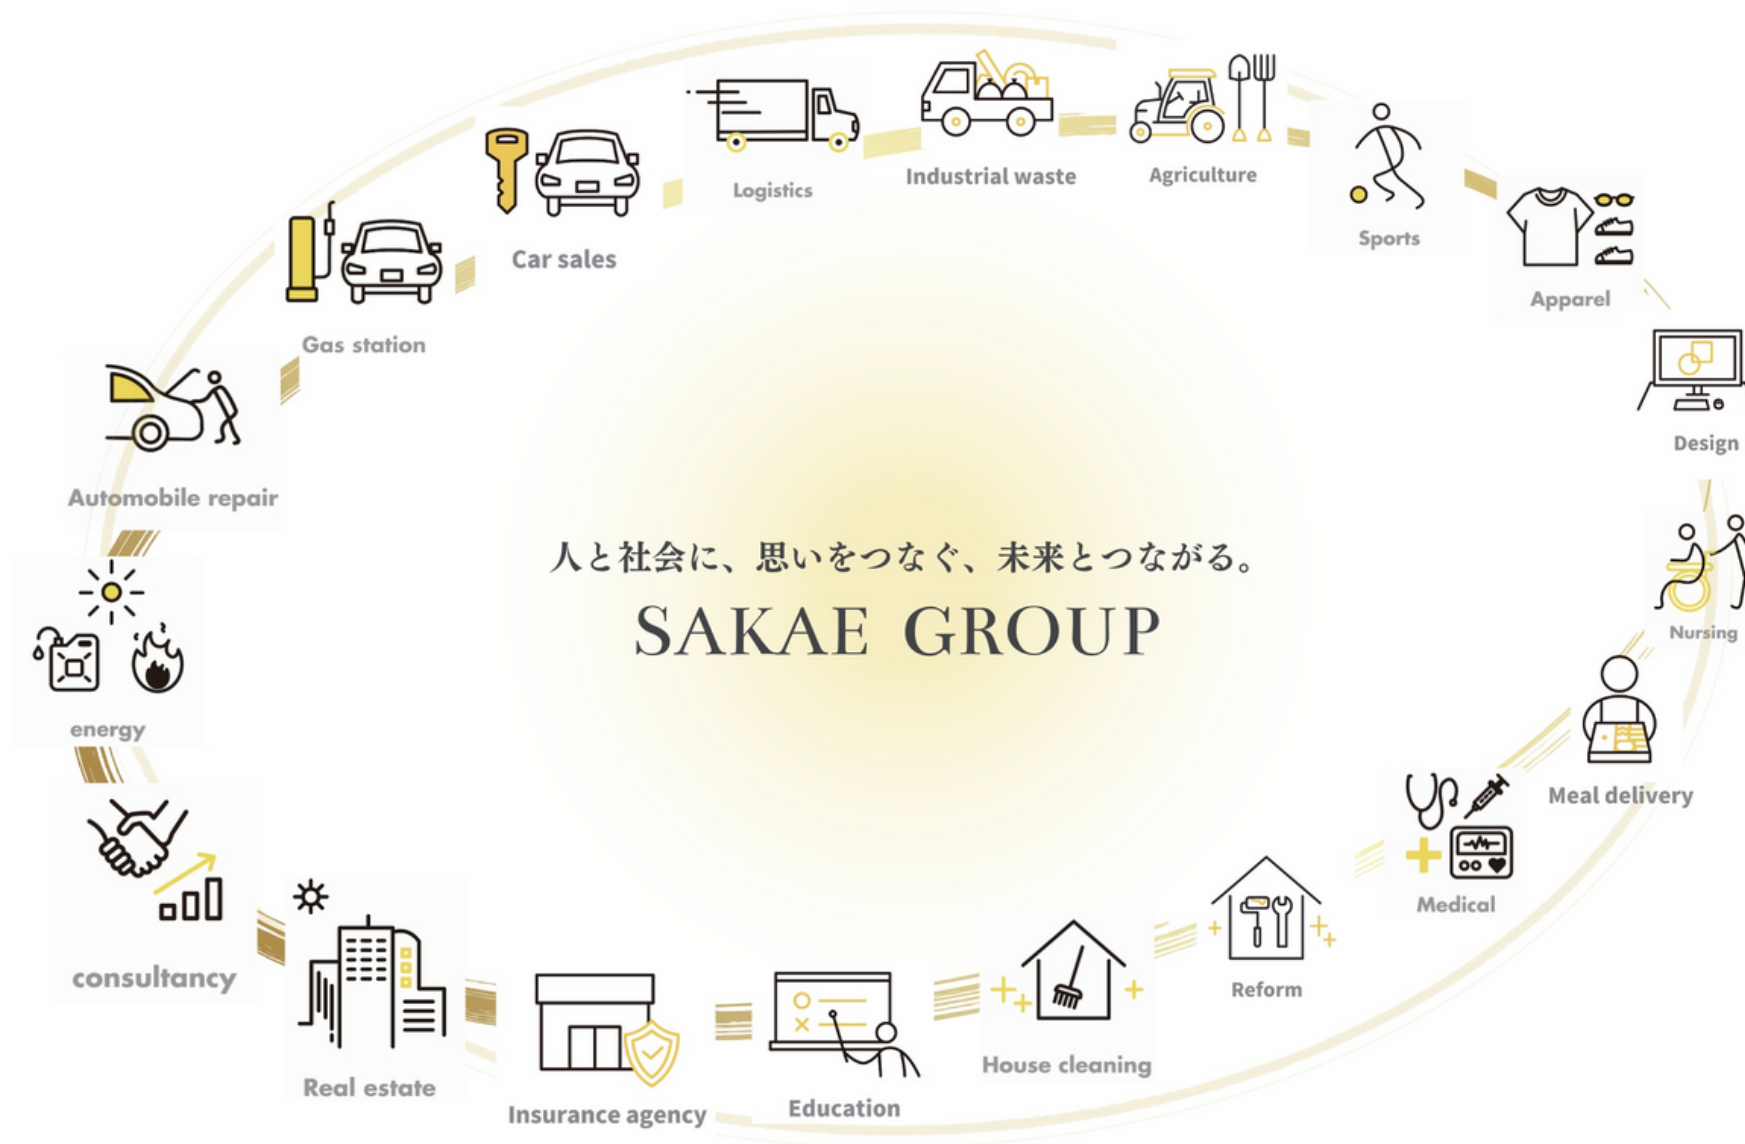 Logistics
Industrial waste
Agriculture
Sports
Car sales
Apparel
Gas station
Design
Automobile repair
人と社会に、思いをつなぐ、未来とつながる。
SAKAE GROUP
Nursing
energy
Meal delivery
Medical
consultancy
Reform
House cleaning
Real estate
Insurance agency
Education